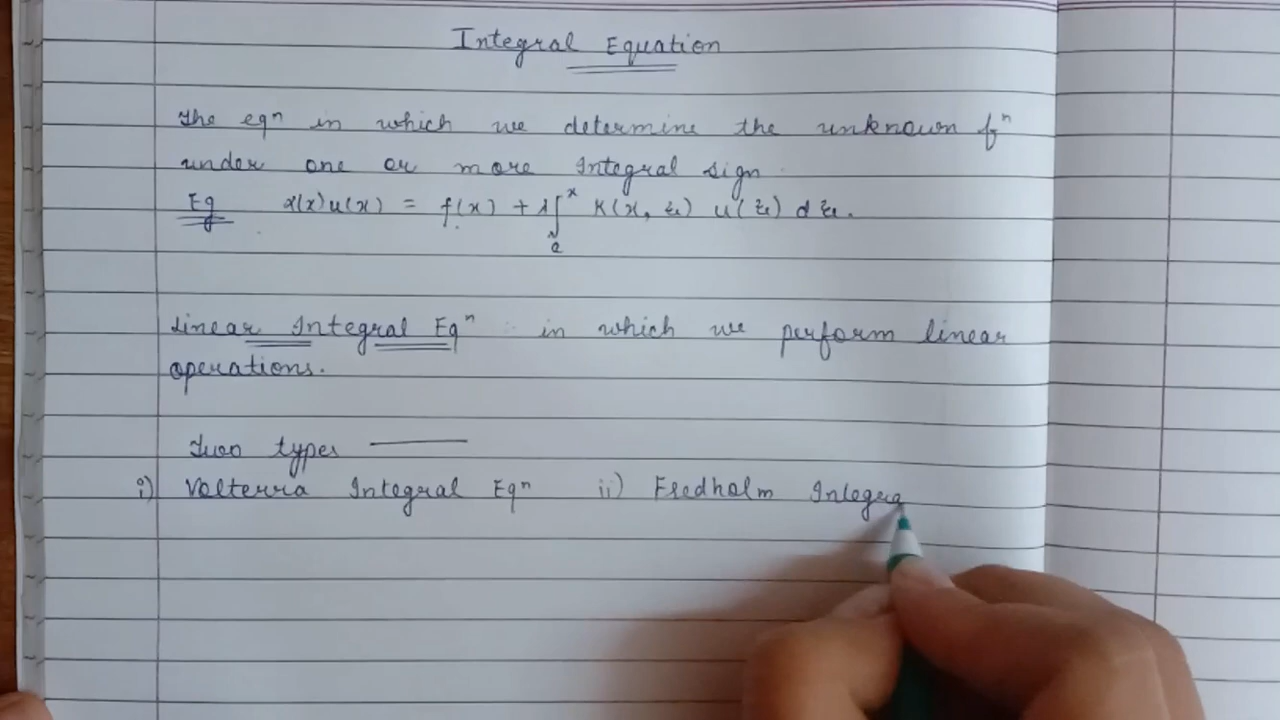 Integral Equation
The eqⁿ in which we determine the unknown fⁿ
under one or more Integral sign
Eg α(x)u(x) = f(x) + λ∫ₐˣ K(x, ξ) u(ξ) dξ.
Linear Integral Eqⁿ in which we perform linear
operations.
Two types ——
i) Volterra Integral Eqⁿ ii) Fredholm Integra